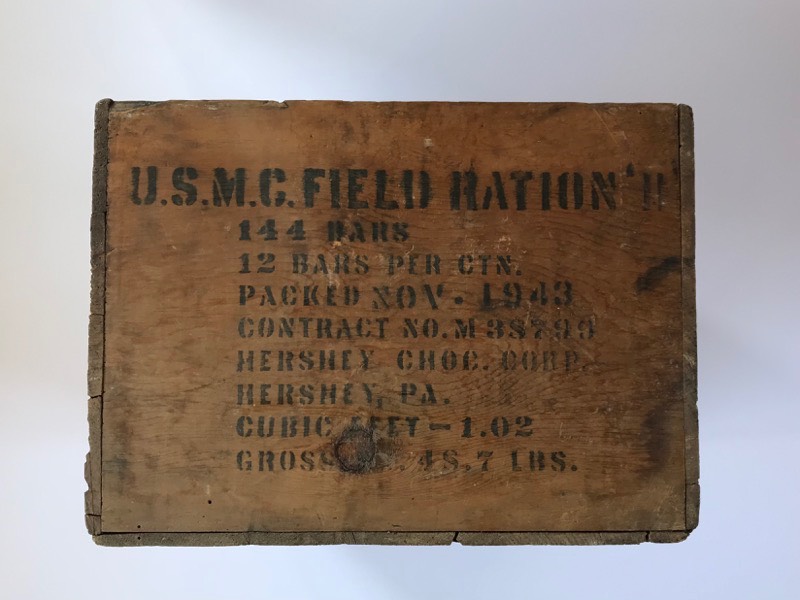 U.S.M.C. FIELD RATION 'D'
144 BARS
12 BARS PER CTN.
PACKED NOV. 1943
CONTRACT NO. M 38799
HERSHEY CHOC. CORP.
HERSHEY, PA.
CUBIC FEET – 1.02
GROSS 48.7 LBS.